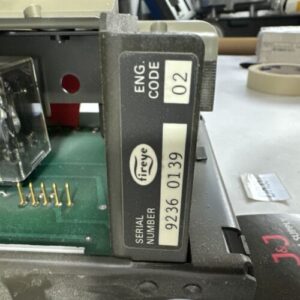 ENG.
CODE
02
fireye
SERIAL
NUMBER
9236 0139